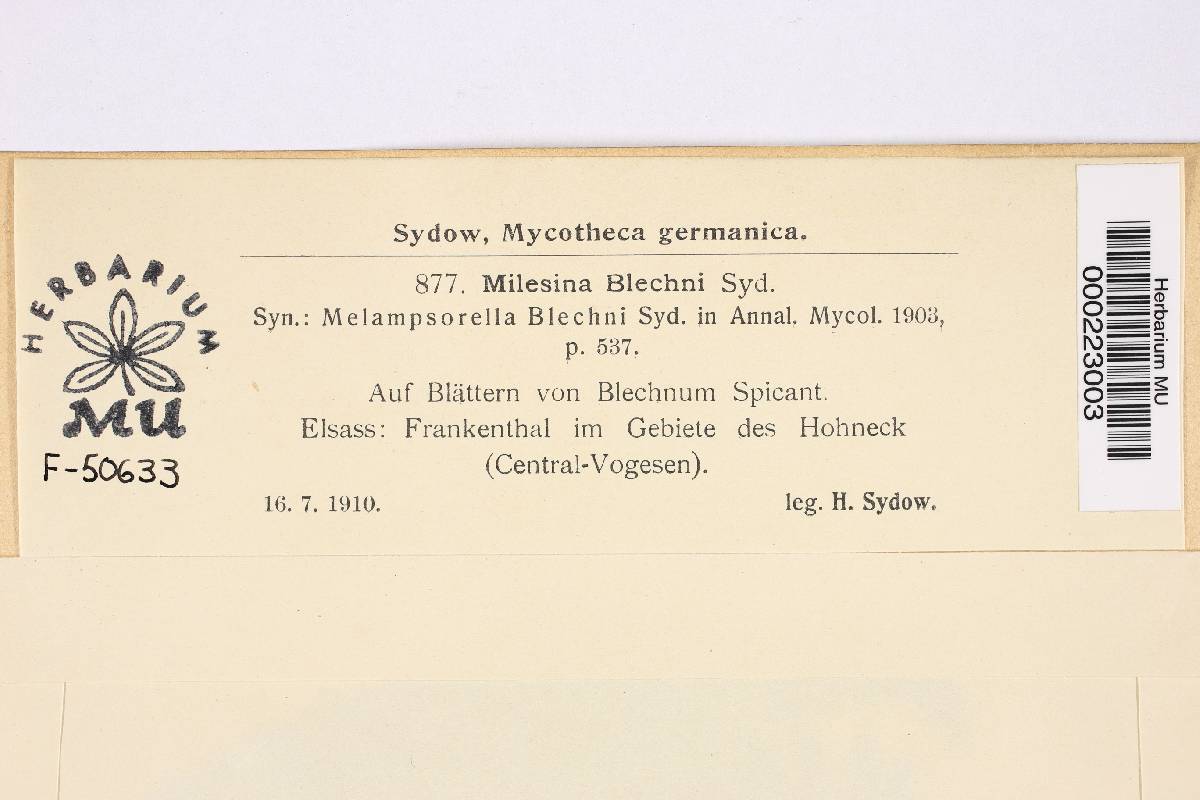 Sydow, Mycotheca germanica.
877. Milesina Blechni Syd.
Syn.: Melampsorella Blechni Syd. in Annal. Mycol. 1903,
p. 537.
Auf Blättern von Blechnum Spicant.
Elsass: Frankenthal im Gebiete des Hohneck
(Central-Vogesen).
16. 7. 1910. leg. H. Sydow.
HERBARIUM
MU
F-50633
Herbarium MU
000223003